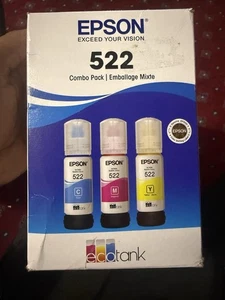 EPSON
EXCEED YOUR VISION
522
Combo Pack | Emballage Mixte
EPSON
EPSON
522
C
EPSON
522
M
EPSON
522
Y
ecotank